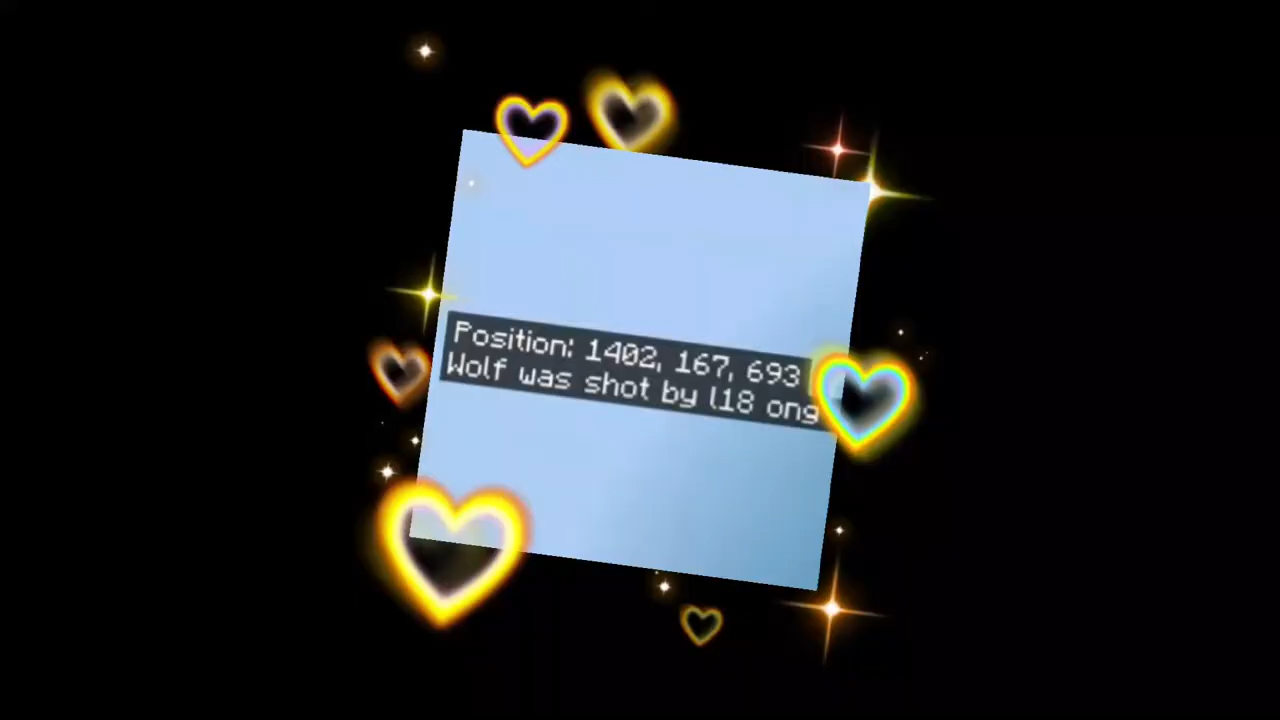 Position: 1402, 167, 693
Wolf was shot by l18 ong